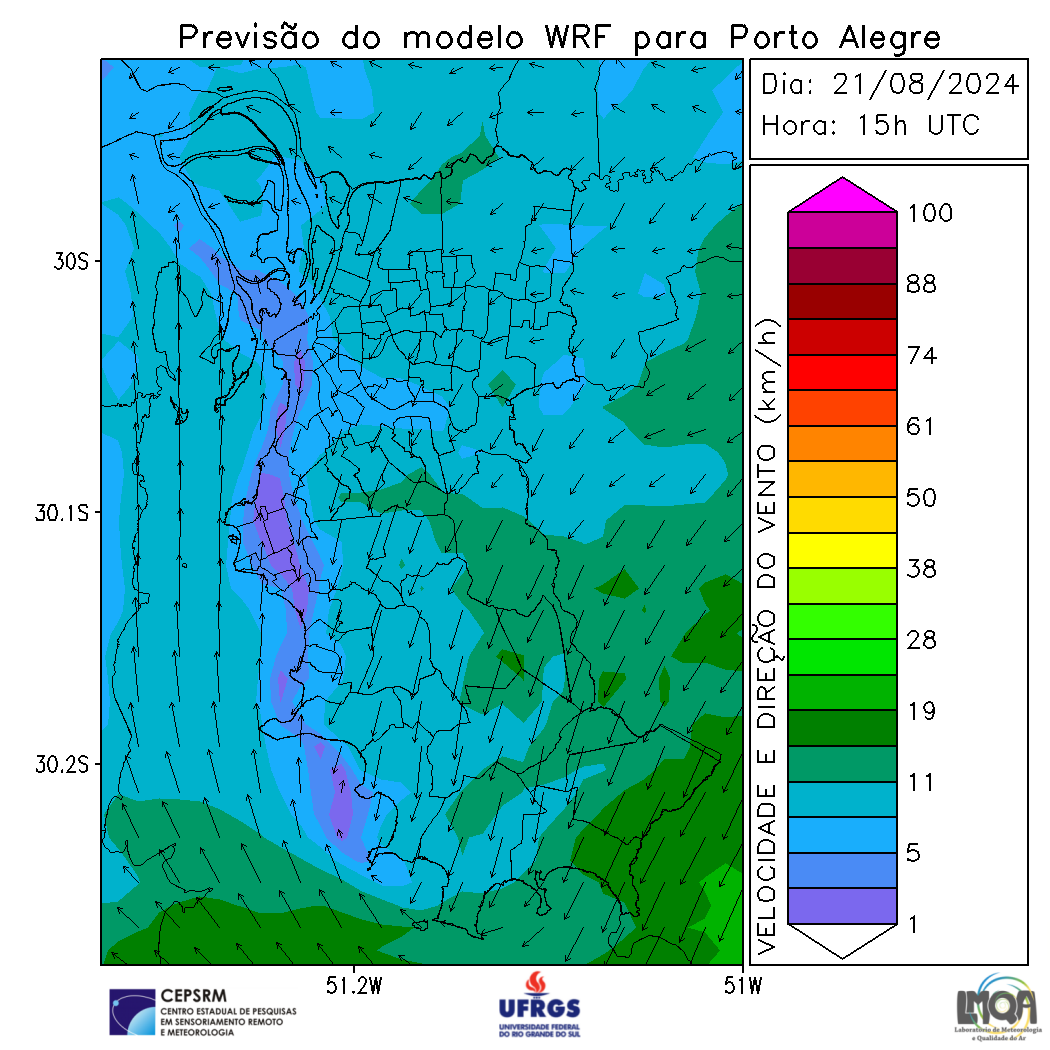 Previsão do modelo WRF para Porto Alegre
Dia: 21/08/2024
Hora: 15h UTC
30S
30.1S
30.2S
51.2W
51W
VELOCIDADE E DIREÇÃO DO VENTO (km/h)
100
88
74
61
50
38
28
19
11
5
1
CEPSRM
CENTRO ESTADUAL DE PESQUISAS
EM SENSORIAMENTO REMOTO
E METEOROLOGIA
UFRGS
UNIVERSIDADE FEDERAL
DO RIO GRANDE DO SUL
LMQA
Laboratório de Meteorologia
e Qualidade do Ar